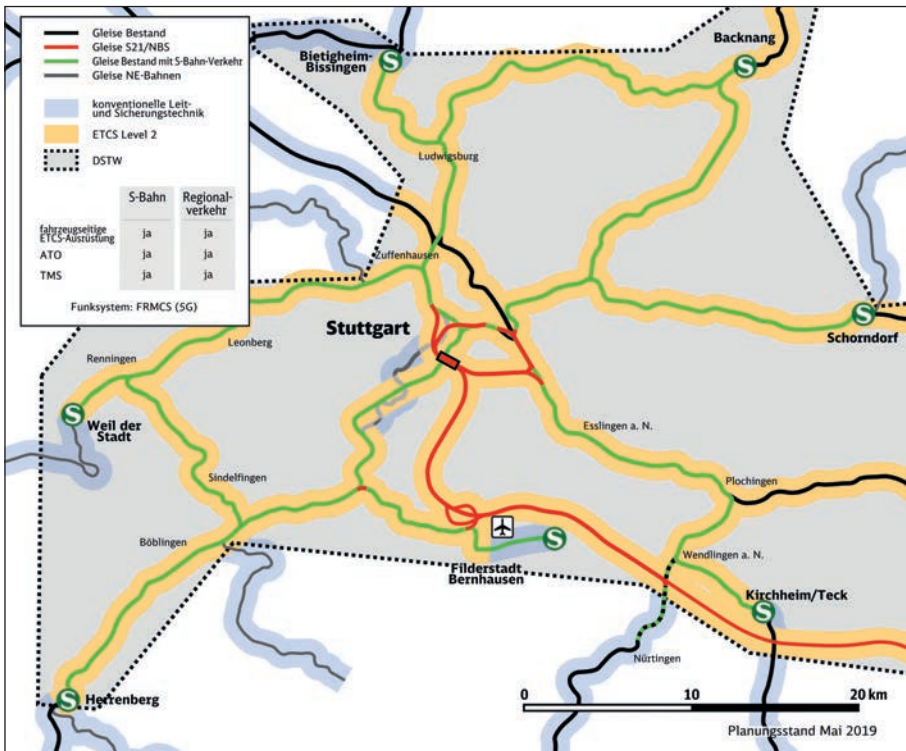 Gleise Bestand
Gleise S21/NBS
Gleise Bestand mit S-Bahn-Verkehr
Gleise NE-Bahnen
konventionelle Leit-
und Sicherungstechnik
ETCS Level 2
DSTW
S-Bahn
Regional-
verkehr
fahrzeugseitige
ETCS-Ausrüstung
ja
ja
ATO
ja
ja
TMS
ja
ja
Funksystem: FRMCS (5G)
Backnang
S
Bietigheim-
Bissingen
S
Ludwigsburg
Zuffenhausen
Stuttgart
S
Schorndorf
Leonberg
Renningen
S
Weil der
Stadt
Esslingen a. N.
Sindelfingen
Plochingen
Böblingen
S
Filderstadt
Bernhausen
Wendlingen a. N.
Kirchheim/Teck
S
Nürtingen
S
Herrenberg
0
10
20 km
Planungsstand Mai 2019